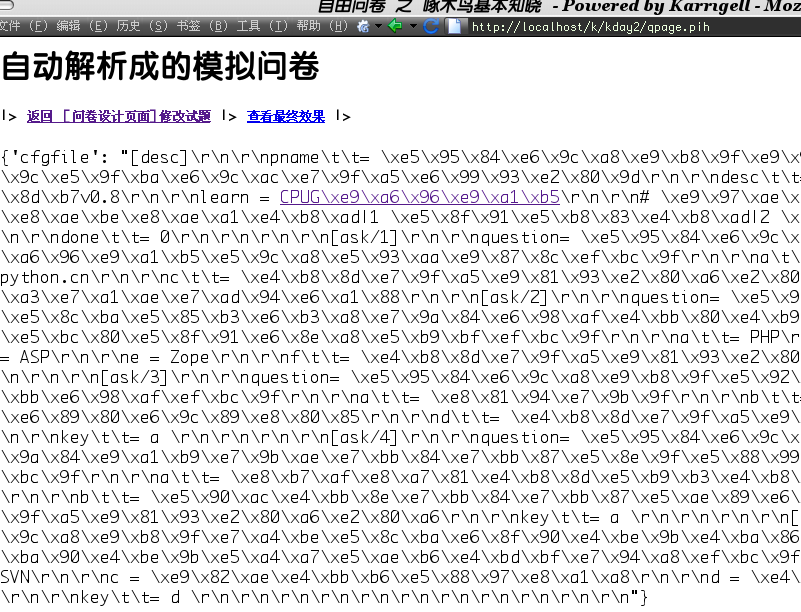 自由问卷 之 啄木鸟基本知晓 - Powered by Karrigell - Moz
文件 (F) 编辑 (E) 历史 (S) 书签 (B) 工具 (T) 帮助 (H) http://localhost/k/kday2/qpage.pih
自动解析成的模拟问卷
|> 返回 [问卷设计页面]修改试题 |> 查看最终效果 |>
{'cfgfile': "[desc]\r\n\r\npname\t\t= \xe5\x95\x84\xe6\x9c\xa8\xe9\xb8\x9f\xe9\x
\x9c\xe5\x9f\xba\xe6\x9c\xac\xe7\x9f\xa5\xe6\x99\x93\xe2\x80\x9d\r\n\r\ndesc\t\t=
\x8d\xb7v0.8\r\n\r\nlearn = CPUG\xe9\xa6\x96\xe9\xa1\xb5\r\n\r\n# \xe9\x97\xae\x
\xe8\xae\xbe\xe8\xae\xa1\xe4\xb8\xad|1 \xe5\x8f\x91\xe5\xb8\x83\xe4\xb8\xad|2 \x
\n\r\ndone\t\t= 0\r\n\r\n\r\n\r\n[ask/1]\r\n\r\nquestion= \xe5\x95\x84\xe6\x9c\x
\xa6\x96\xe9\xa1\xb5\xe5\x9c\xa8\xe5\x93\xaa\xe9\x87\x8c\xef\xbc\x9f\r\n\r\na\t\
python.cn\r\n\r\nc\t\t= \xe4\xb8\x8d\xe7\x9f\xa5\xe9\x81\x93\xe2\x80\xa6\xe2\x80
\xa3\xe7\xa1\xae\xe7\xad\x94\xe6\xa1\x88\r\n\r\n[ask/2]\r\n\r\nquestion= \xe5\x9
\xe5\x8c\xba\xe5\x85\xb3\xe6\xb3\xa8\xe7\x9a\x84\xe6\x98\xaf\xe4\xbb\x80\xe4\xb9
\xe5\xbc\x80\xe5\x8f\x91\xe6\x8e\xa8\xe5\xb9\xbf\xef\xbc\x9f\r\n\r\na\t\t= PHP\r
= ASP\r\n\r\ne = Zope\r\n\r\nf\t\t= \xe4\xb8\x8d\xe7\x9f\xa5\xe9\x81\x93\xe2\x80
\n\r\n\r\n[ask/3]\r\n\r\nquestion= \xe5\x95\x84\xe6\x9c\xa8\xe9\xb8\x9f\xe5\x92\
\xbb\xe6\x98\xaf\xef\xbc\x9f\r\n\r\na\t\t= \xe8\x81\x94\xe7\x9b\x9f\r\n\r\nb\t\t=
\xe6\x89\x80\xe6\x9c\x89\xe8\x80\x85\r\n\r\nd\t\t= \xe4\xb8\x8d\xe7\x9f\xa5\xe9\
\n\r\nkey\t\t= a \r\n\r\n\r\n\r\n[ask/4]\r\n\r\nquestion= \xe5\x95\x84\xe6\x9c\x
\x9a\x84\xe9\xa1\xb9\xe7\x9b\xae\xe7\xbb\x84\xe7\xbb\x87\xe5\x8e\x9f\xe5\x88\x99
\xbc\x9f\r\n\r\na\t\t= \xe8\xb7\xaf\xe8\xa7\x81\xe4\xb8\x8d\xe5\xb9\xb3\xe4\xb8\
\r\n\r\nb\t\t= \xe5\x90\xac\xe4\xbb\x8e\xe7\xbb\x84\xe7\xbb\x87\xe5\xae\x89\xe6\
\x9f\xa5\xe9\x81\x93\xe2\x80\xa6\xe2\x80\xa6\r\n\r\nkey\t\t= a \r\n\r\n\r\n\r\n[
\x9c\xa8\xe9\xb8\x9f\xe7\xa4\xbe\xe5\x8c\xba\xe6\x8f\x90\xe4\xbe\x9b\xe4\xba\x86
\xba\x90\xe4\xbe\x9b\xe5\xa4\xa7\xe5\xae\xb6\xe4\xbd\xbf\xe7\x94\xa8\xef\xbc\x9f
SVN\r\n\r\nc = \xe9\x82\xae\xe4\xbb\xb6\xe5\x88\x97\xe8\xa1\xa8\r\n\r\nd = \xe4\
\r\n\r\nkey\t\t= d \r\n\r\n\r\n\r\n\r\n\r\n\r\n\r\n\r\n"}